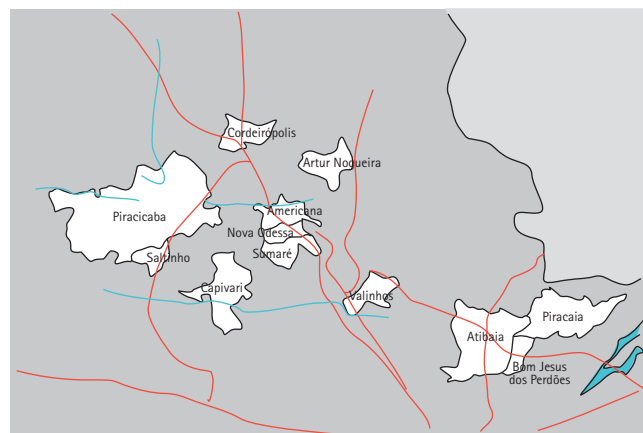 Cordeirópolis
Artur Nogueira
Piracicaba
Americana
Nova Odessa
Sumaré
Saltinho
Capivari
Valinhos
Piracaia
Atibaia
Bom Jesus
dos Perdões